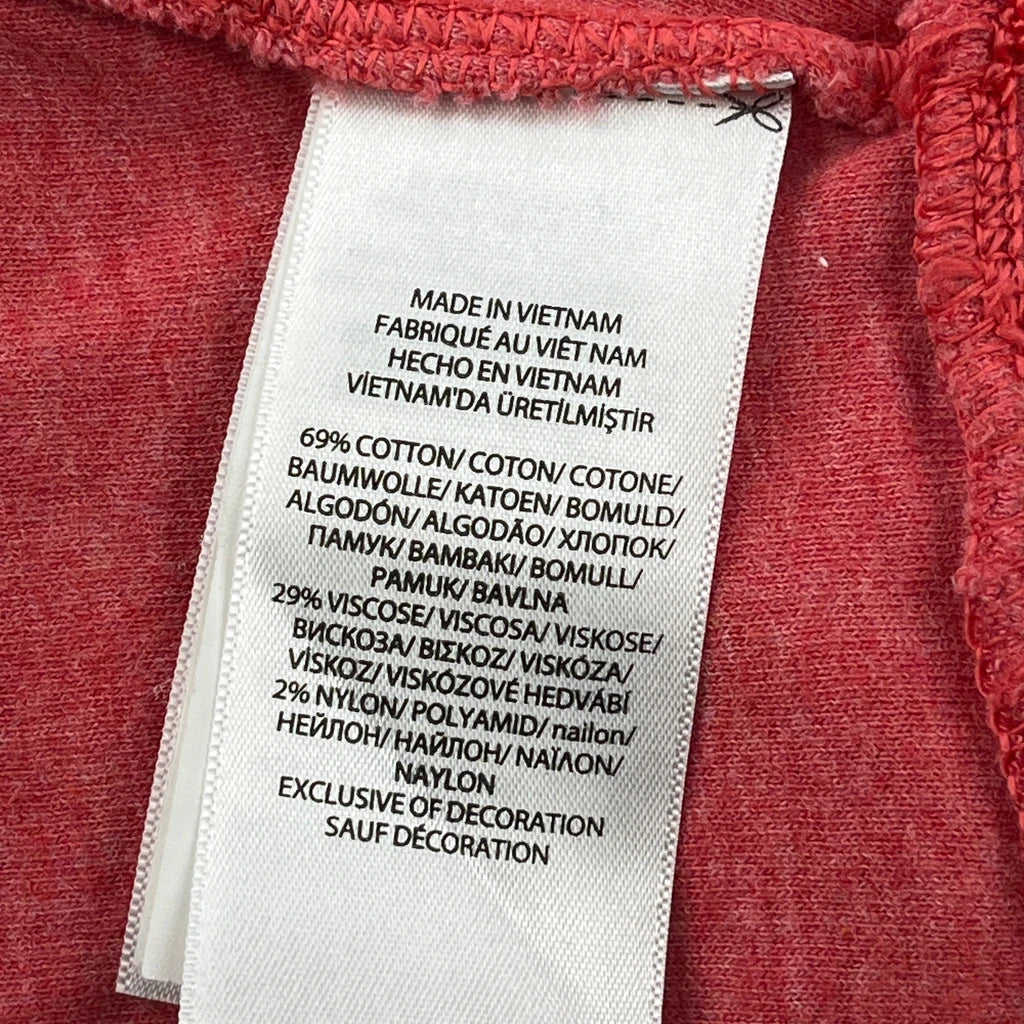 MADE IN VIETNAM
FABRIQUÉ AU VIÊT NAM
HECHO EN VIETNAM
VİETNAM'DA ÜRETİLMİŞTİR
69% COTTON/ COTON/ COTONE/
BAUMWOLLE/ KATOEN/ BOMULD/
ALGODÓN/ ALGODÃO/ ХЛОПОК/
ПАМУК/ BAMBAKI/ BOMULL/
PAMUK/ BAVLNA
29% VISCOSE/ VISCOSA/ VISKOSE/
ВИСКОЗА/ ΒΙΣΚΟΖ/ VISKÓZA/
VİSKOZ/ VISKÓZOVÉ HEDVÁBÍ
2% NYLON/ POLYAMID/ nailon/
НЕЙЛОН/ НАЙЛОН/ ΝΑΪΛΟΝ/
NAYLON
EXCLUSIVE OF DECORATION
SAUF DÉCORATION